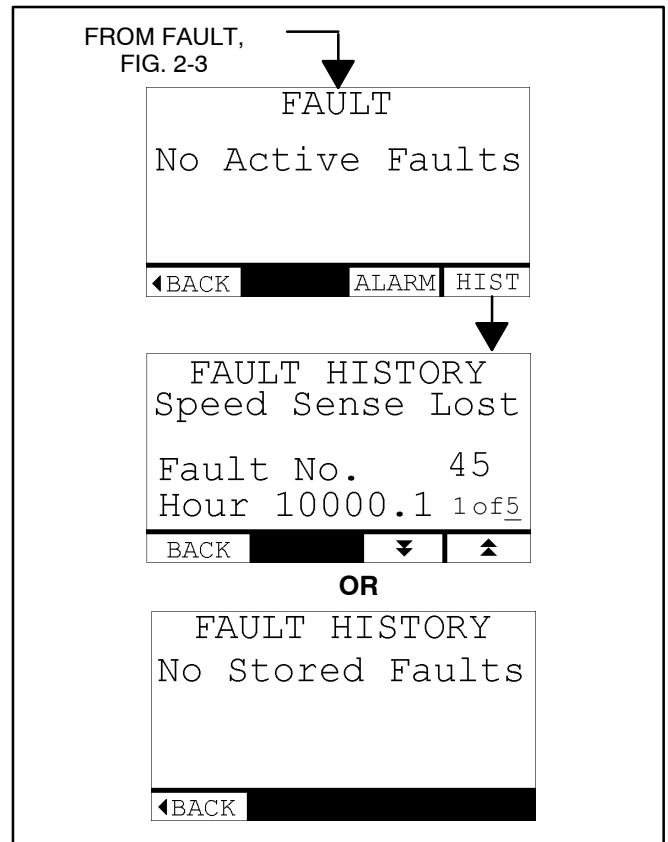 FROM FAULT,
FIG. 2-3
FAULT
No Active Faults
◀BACK ALARM HIST
FAULT HISTORY
Speed Sense Lost
Fault No. 45
Hour 10000.1 1of5
BACK
OR
FAULT HISTORY
No Stored Faults
◀BACK